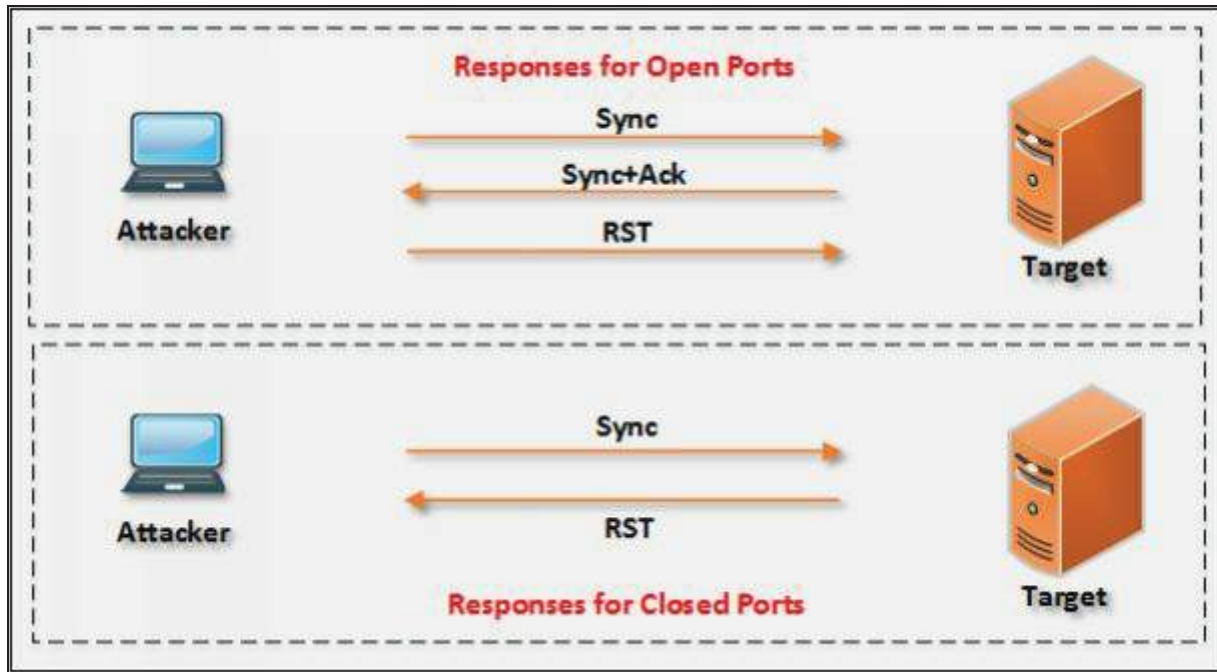 Responses for Open Ports
Sync
Sync+Ack
RST
Attacker
Target
Sync
RST
Attacker
Target
Responses for Closed Ports